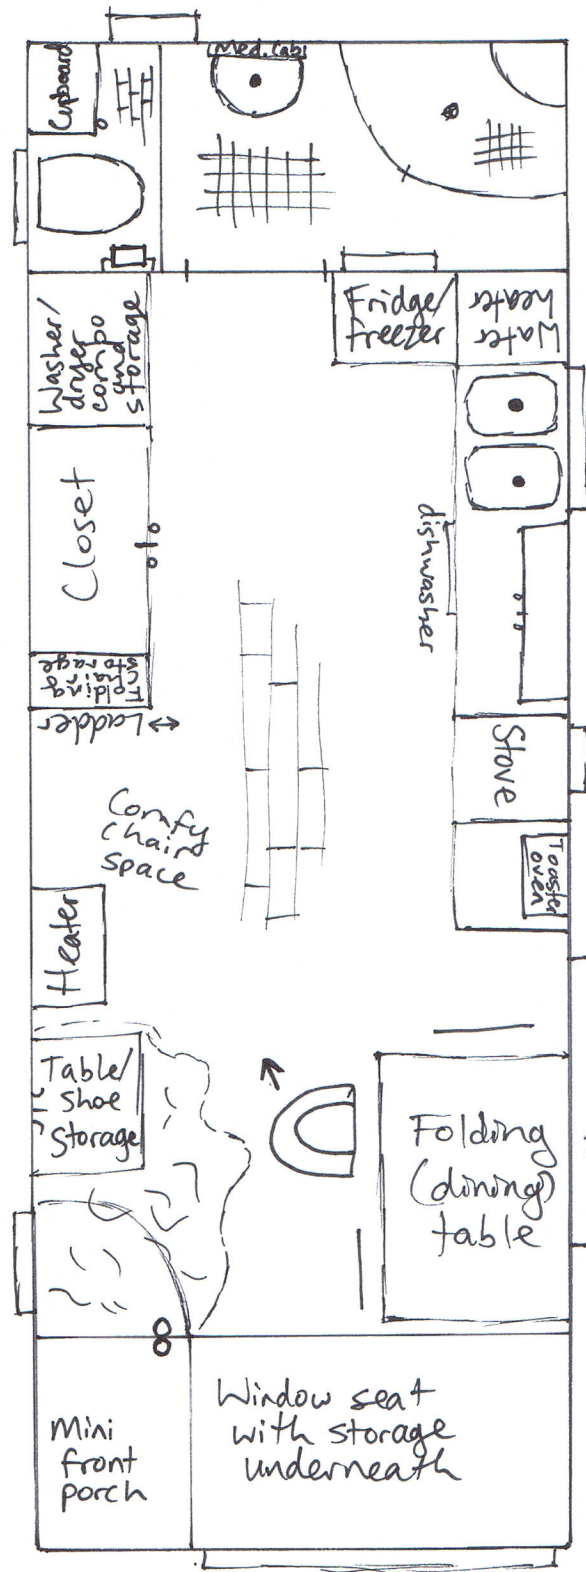 Med. Cab.
Cupboard
Washer/
dryer
combo
and
storage
Fridge/
freezer
Water
heater
Closet
dishwasher
Folding
Chair
storage
Ladder
Stove
Comfy
Chair
space
Toaster
oven
Heater
Table/
Shoe
Storage
Folding
(dining)
table
Mini
front
porch
Window seat
with storage
underneath